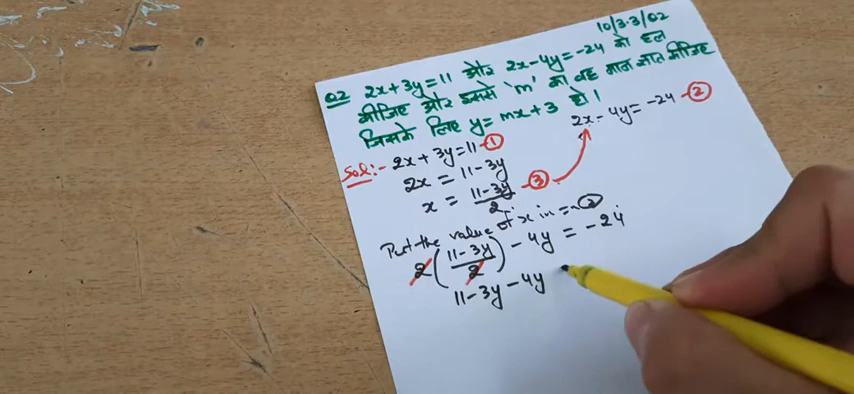 10/3.3/02
Q2 2x+3y=11 और 2x-4y=-24 को हल
कीजिए और इससे 'm' का वह मान ज्ञात कीजिए
जिसके लिए y=mx+3 हो।
Sol:- 2x+3y=11 -①
2x = 11-3y
x = 11-3y/2 -③
2x-4y=-24 -②
Put the value of x in =n ②
2(11-3y/2) -4y = -24
11-3y-4y